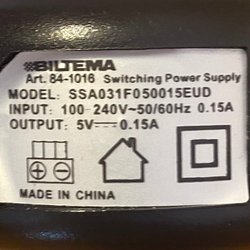 BILTEMA
Art. 84-1016 Switching Power Supply
MODEL: SSA031F050015EUD
INPUT: 100-240V~50/60Hz 0.15A
OUTPUT: 5V⎓0.15A
- +
MADE IN CHINA